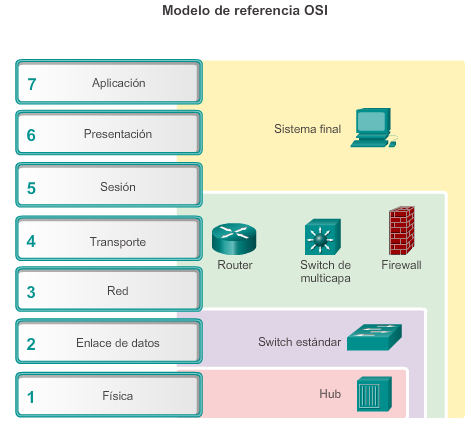 Modelo de referencia OSI
7 Aplicación
6 Presentación
Sistema final
5 Sesión
4 Transporte
Router
Switch de
multicapa
Firewall
3 Red
2 Enlace de datos
Switch estándar
1 Física
Hub